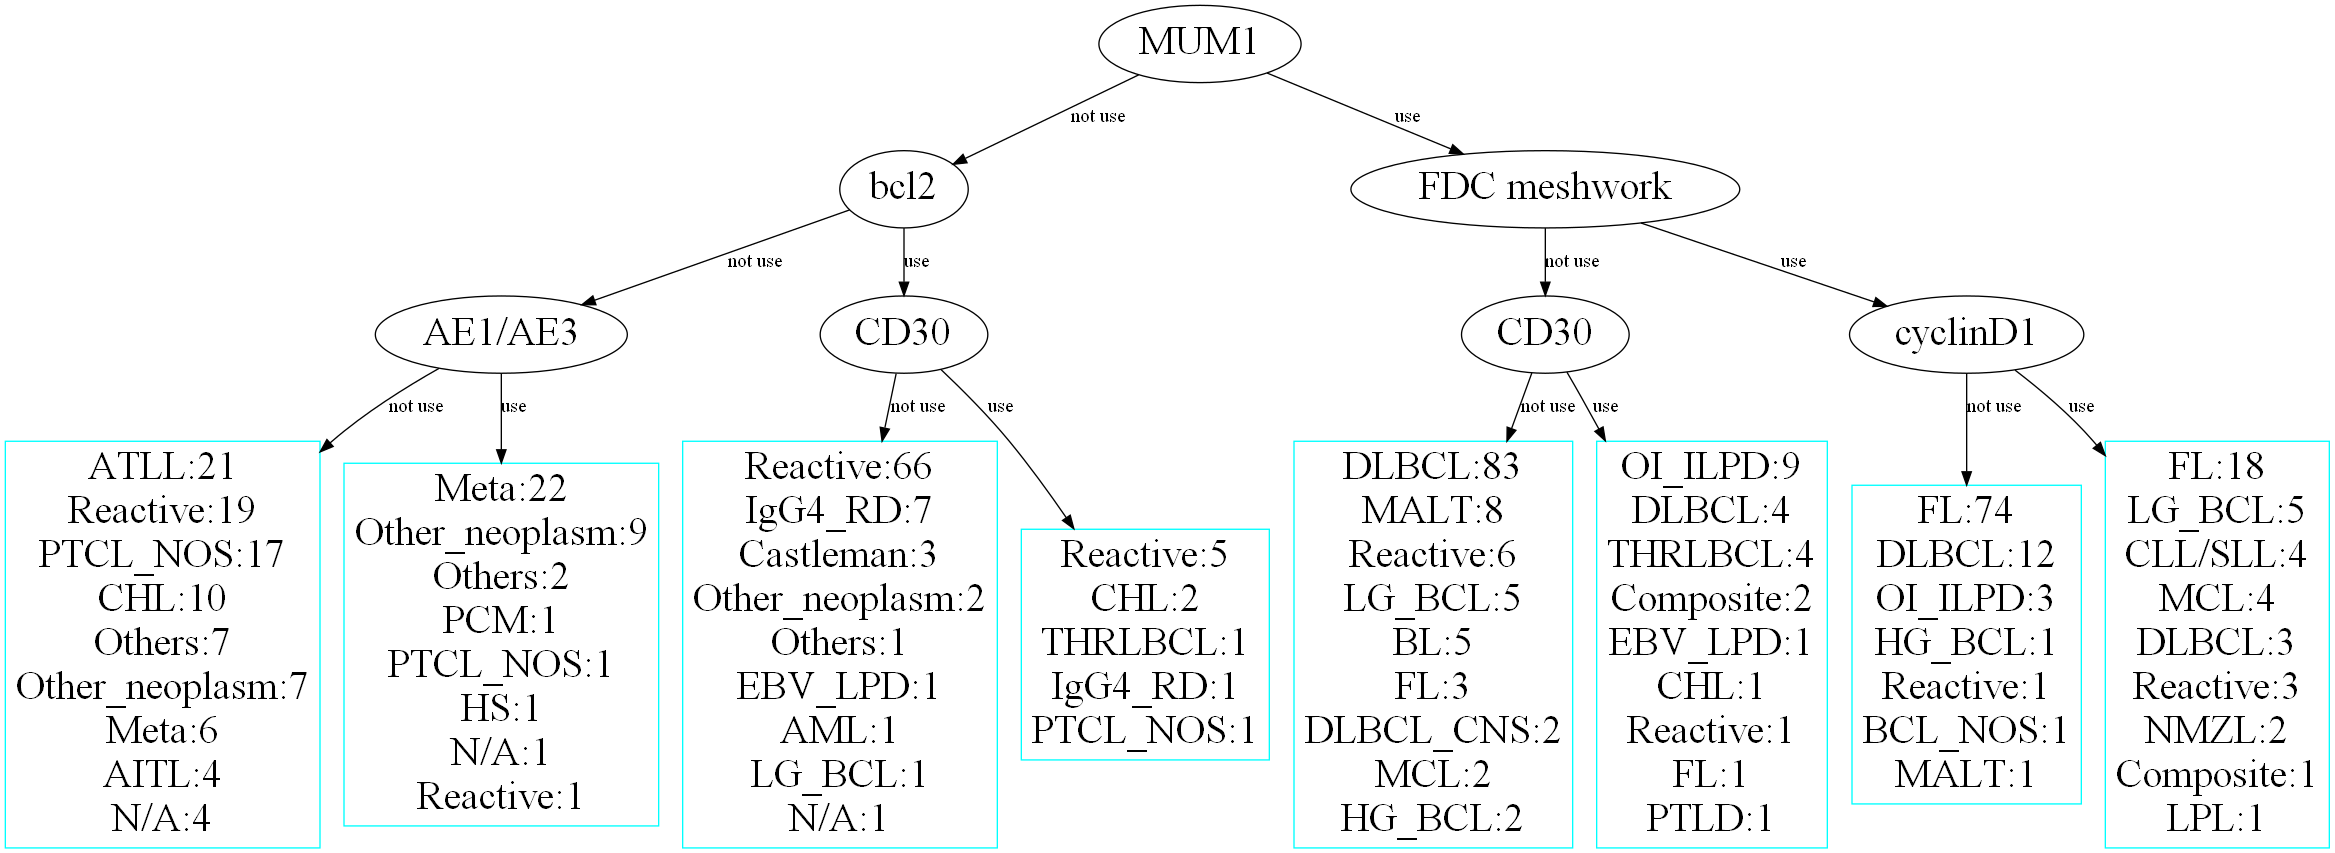 MUM1
not use
use
bcl2
FDC meshwork
not use
use
not use
use
AE1/AE3
CD30
CD30
cyclinD1
not use
use
not use
use
not use
use
not use
use
ATLL:21
Reactive:19
PTCL_NOS:17
CHL:10
Others:7
Other_neoplasm:7
Meta:6
AITL:4
N/A:4
Meta:22
Other_neoplasm:9
Others:2
PCM:1
PTCL_NOS:1
HS:1
N/A:1
Reactive:1
Reactive:66
IgG4_RD:7
Castleman:3
Other_neoplasm:2
Others:1
EBV_LPD:1
AML:1
LG_BCL:1
N/A:1
Reactive:5
CHL:2
THRLBCL:1
IgG4_RD:1
PTCL_NOS:1
DLBCL:83
MALT:8
Reactive:6
LG_BCL:5
BL:5
FL:3
DLBCL_CNS:2
MCL:2
HG_BCL:2
OI_ILPD:9
DLBCL:4
THRLBCL:4
Composite:2
EBV_LPD:1
CHL:1
Reactive:1
FL:1
PTLD:1
FL:74
DLBCL:12
OI_ILPD:3
HG_BCL:1
Reactive:1
BCL_NOS:1
MALT:1
FL:18
LG_BCL:5
CLL/SLL:4
MCL:4
DLBCL:3
Reactive:3
NMZL:2
Composite:1
LPL:1